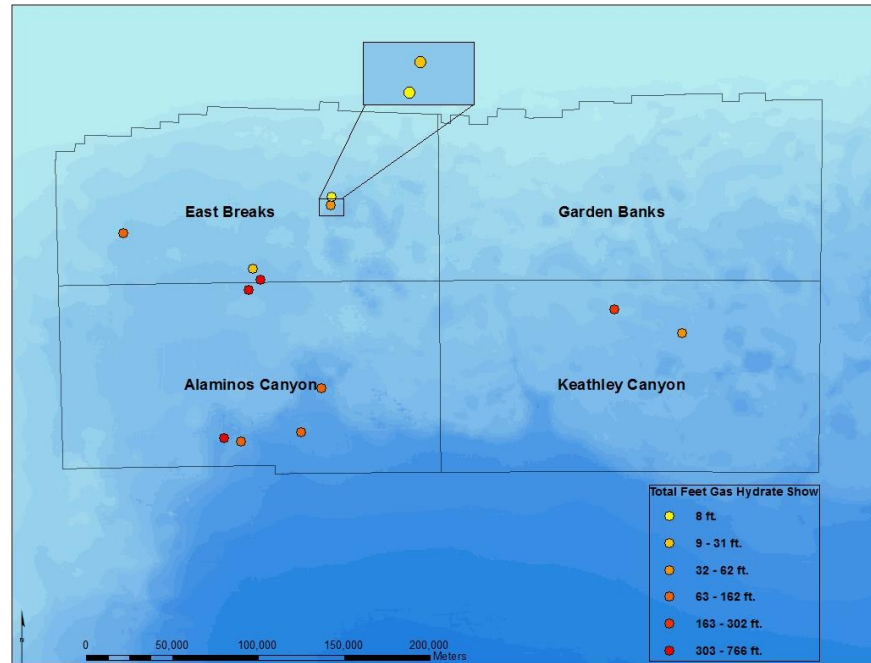 East Breaks
Garden Banks
Alaminos Canyon
Keathley Canyon
Total Feet Gas Hydrate Show
8 ft.
9 - 31 ft.
32 - 62 ft.
63 - 162 ft.
163 - 302 ft.
303 - 766 ft.
0 50,000 100,000 150,000 200,000
Meters